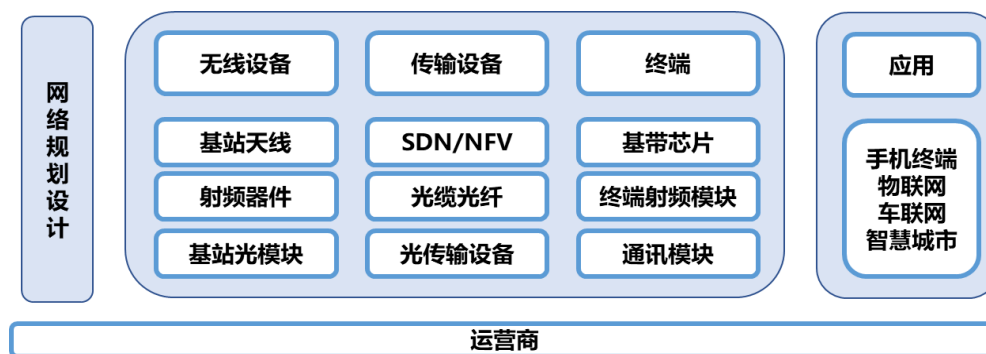 网络规划设计
无线设备
传输设备
终端
基站天线
SDN/NFV
基带芯片
射频器件
光缆光纤
终端射频模块
基站光模块
光传输设备
通讯模块
应用
手机终端
物联网
车联网
智慧城市
运营商